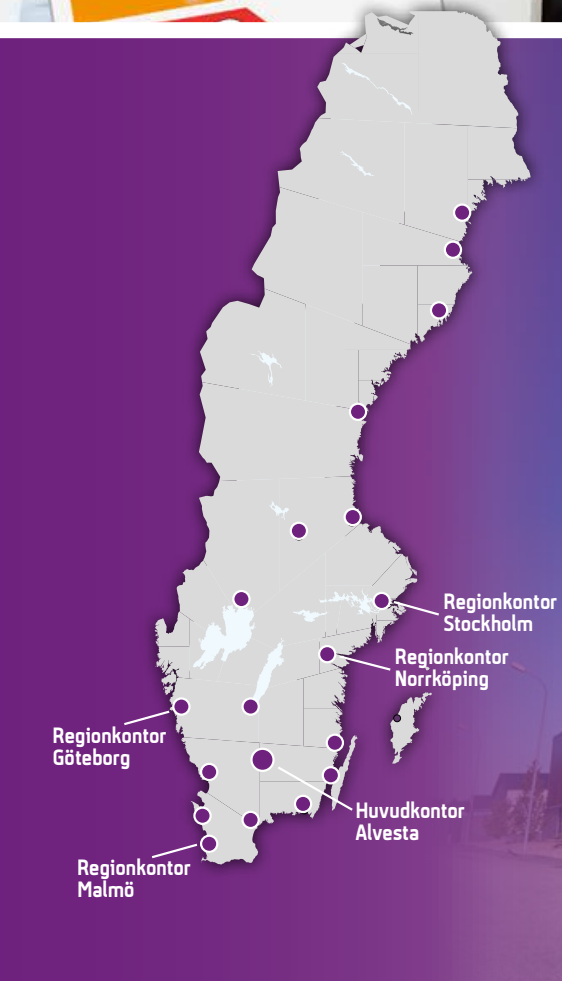 Regionkontor
Stockholm
Regionkontor
Norrköping
Regionkontor
Göteborg
Huvudkontor
Alvesta
Regionkontor
Malmö